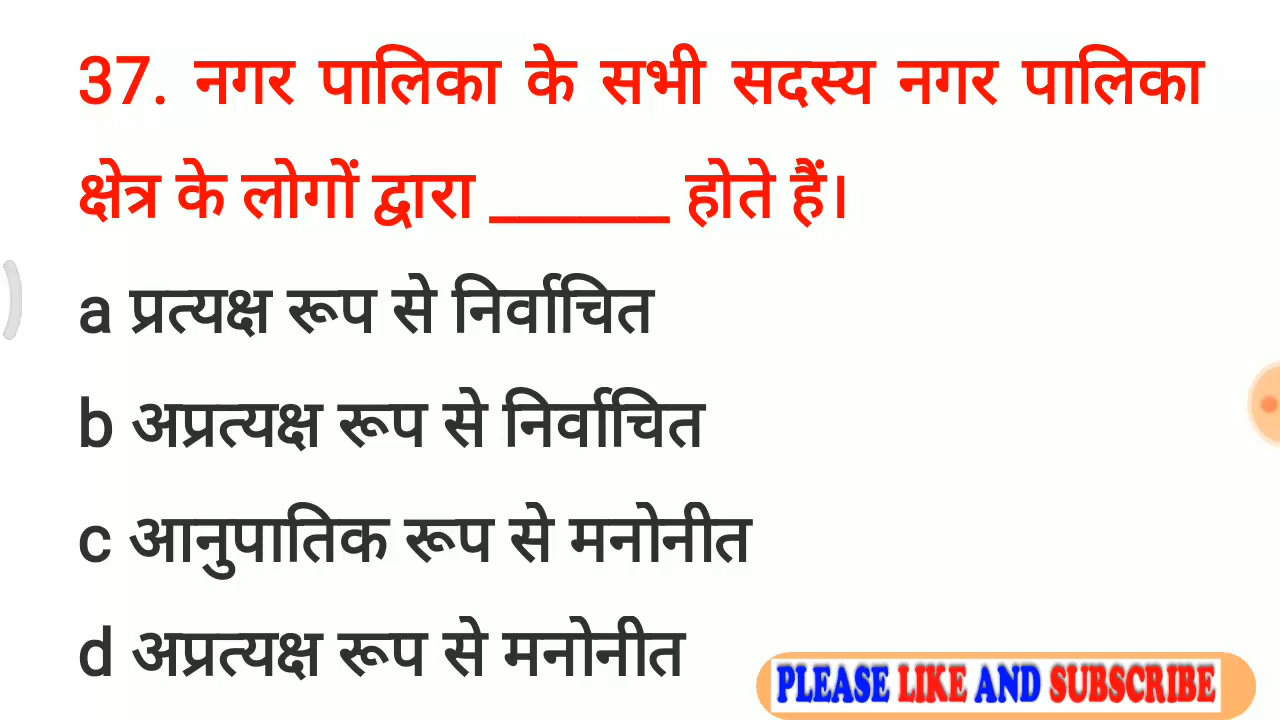 37. नगर पालिका के सभी सदस्य नगर पालिका
क्षेत्र के लोगों द्वारा ______ होते हैं।
a प्रत्यक्ष रूप से निर्वाचित
b अप्रत्यक्ष रूप से निर्वाचित
c आनुपातिक रूप से मनोनीत
d अप्रत्यक्ष रूप से मनोनीत
PLEASE LIKE AND SUBSCRIBE